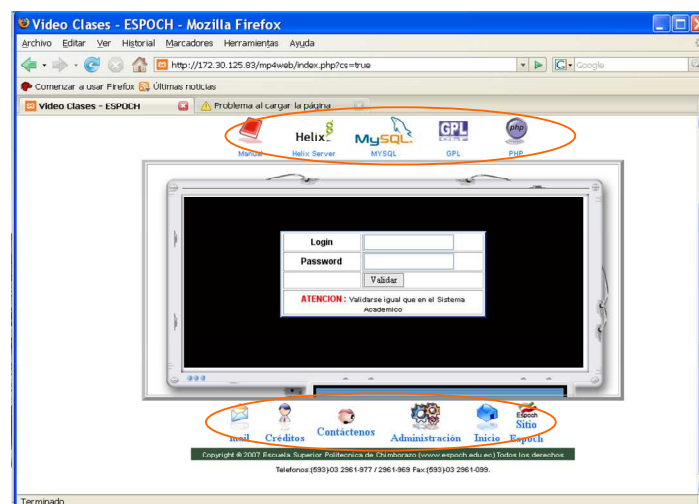 Video Clases - ESPOCH - Mozilla Firefox
Archivo Editar Ver Historial Marcadores Herramientas Ayuda
http://172.30.125.83/mp4web/index.php?cs=true
Google
Comenzar a usar Firefox Últimas noticias
Video Clases - ESPOCH Problema al cargar la página
Helix MySQL GPL php
Manual Helix Server MYSQL GPL PHP
Login
Password
Validar
ATENCION : Validarse igual que en el Sistema
Academico
Espoch
mail Créditos Contáctenos Administración Inicio Sitio Espoch
Copyright © 2007 Escuela Superior Politecnica de Chimborazo (www.espoch.edu.ec) Todos los derechos
Telefonos:(593)03 2961-977 / 2961-969 Fax:(593)03 2961-099.
Terminado